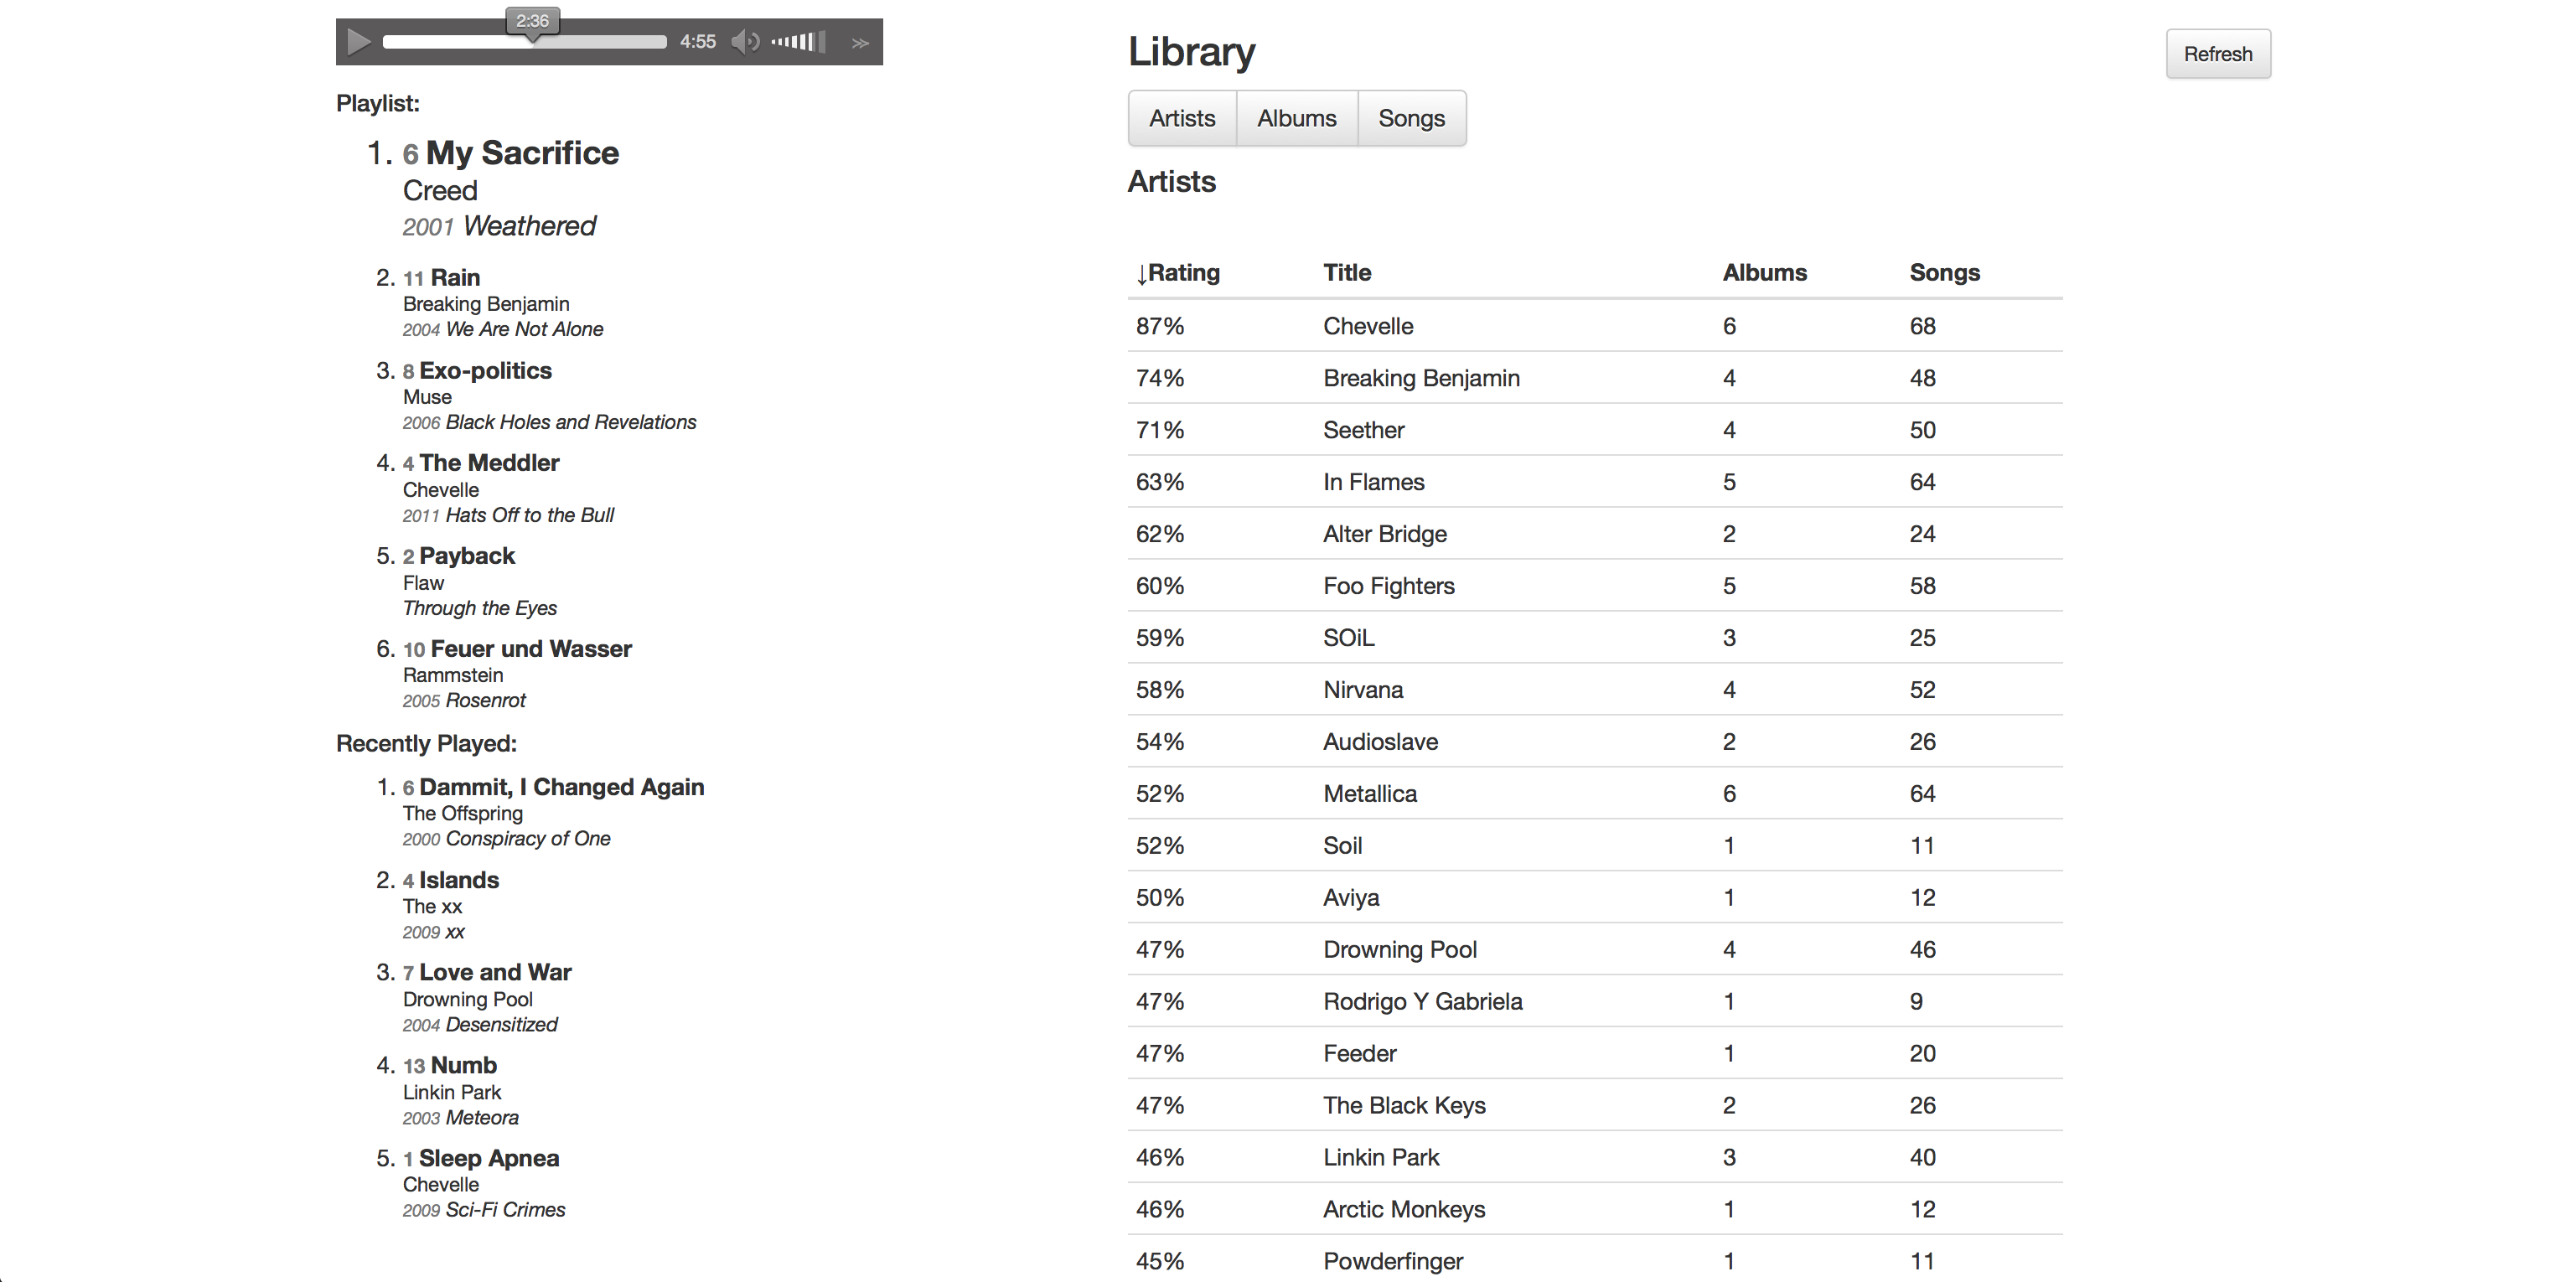 2:36
4:55
Playlist:
1. 6 My Sacrifice
Creed
2001 Weathered
2. 11 Rain
Breaking Benjamin
2004 We Are Not Alone
3. 8 Exo-politics
Muse
2006 Black Holes and Revelations
4. 4 The Meddler
Chevelle
2011 Hats Off to the Bull
5. 2 Payback
Flaw
Through the Eyes
6. 10 Feuer und Wasser
Rammstein
2005 Rosenrot
Recently Played:
1. 6 Dammit, I Changed Again
The Offspring
2000 Conspiracy of One
2. 4 Islands
The xx
2009 xx
3. 7 Love and War
Drowning Pool
2004 Desensitized
4. 13 Numb
Linkin Park
2003 Meteora
5. 1 Sleep Apnea
Chevelle
2009 Sci-Fi Crimes
Library
Refresh
Artists Albums Songs
Artists
↓Rating Title Albums Songs
87% Chevelle 6 68
74% Breaking Benjamin 4 48
71% Seether 4 50
63% In Flames 5 64
62% Alter Bridge 2 24
60% Foo Fighters 5 58
59% SOiL 3 25
58% Nirvana 4 52
54% Audioslave 2 26
52% Metallica 6 64
52% Soil 1 11
50% Aviya 1 12
47% Drowning Pool 4 46
47% Rodrigo Y Gabriela 1 9
47% Feeder 1 20
47% The Black Keys 2 26
46% Linkin Park 3 40
46% Arctic Monkeys 1 12
45% Powderfinger 1 11